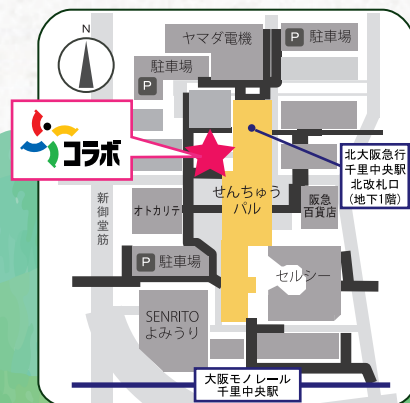 N
ヤマダ電機
P 駐車場
駐車場
P
コラボ
北大阪急行
千里中央駅
北改札口
(地下1階)
せんちゅう
パル
新御堂筋
オトカリテ
阪急
百貨店
P 駐車場
セルシー
SENRITO
よみうり
大阪モノレール
千里中央駅